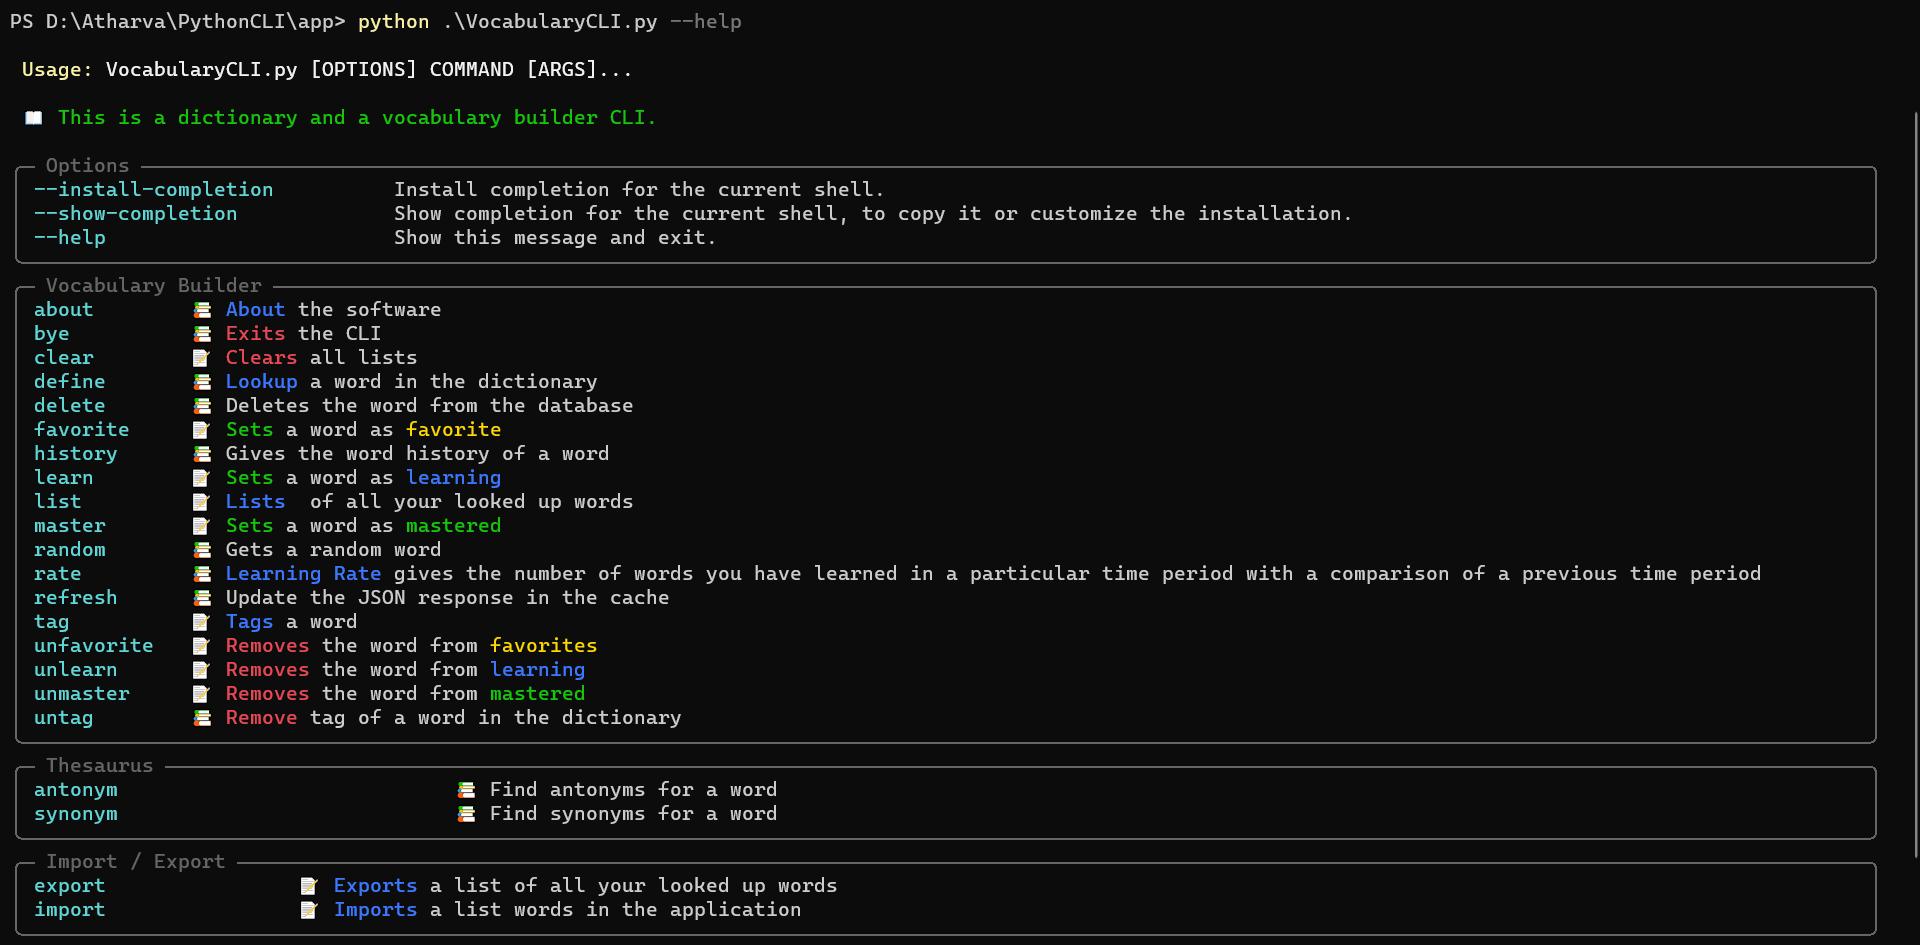 PS D:\Atharva\PythonCLI\app> python .\VocabularyCLI.py --help
Usage: VocabularyCLI.py [OPTIONS] COMMAND [ARGS]...
📖 This is a dictionary and a vocabulary builder CLI.
Options
--install-completion Install completion for the current shell.
--show-completion Show completion for the current shell, to copy it or customize the installation.
--help Show this message and exit.
Vocabulary Builder
about 📚 About the software
bye 📚 Exits the CLI
clear 📝 Clears all lists
define 📚 Lookup a word in the dictionary
delete 📚 Deletes the word from the database
favorite 📝 Sets a word as favorite
history 📚 Gives the word history of a word
learn 📝 Sets a word as learning
list 📝 Lists  of all your looked up words
master 📝 Sets a word as mastered
random 📚 Gets a random word
rate 📚 Learning Rate gives the number of words you have learned in a particular time period with a comparison of a previous time period
refresh 📚 Update the JSON response in the cache
tag 📝 Tags a word
unfavorite 📝 Removes the word from favorites
unlearn 📝 Removes the word from learning
unmaster 📝 Removes the word from mastered
untag 📚 Remove tag of a word in the dictionary
Thesaurus
antonym 📚 Find antonyms for a word
synonym 📚 Find synonyms for a word
Import / Export
export 📝 Exports a list of all your looked up words
import 📝 Imports a list words in the application